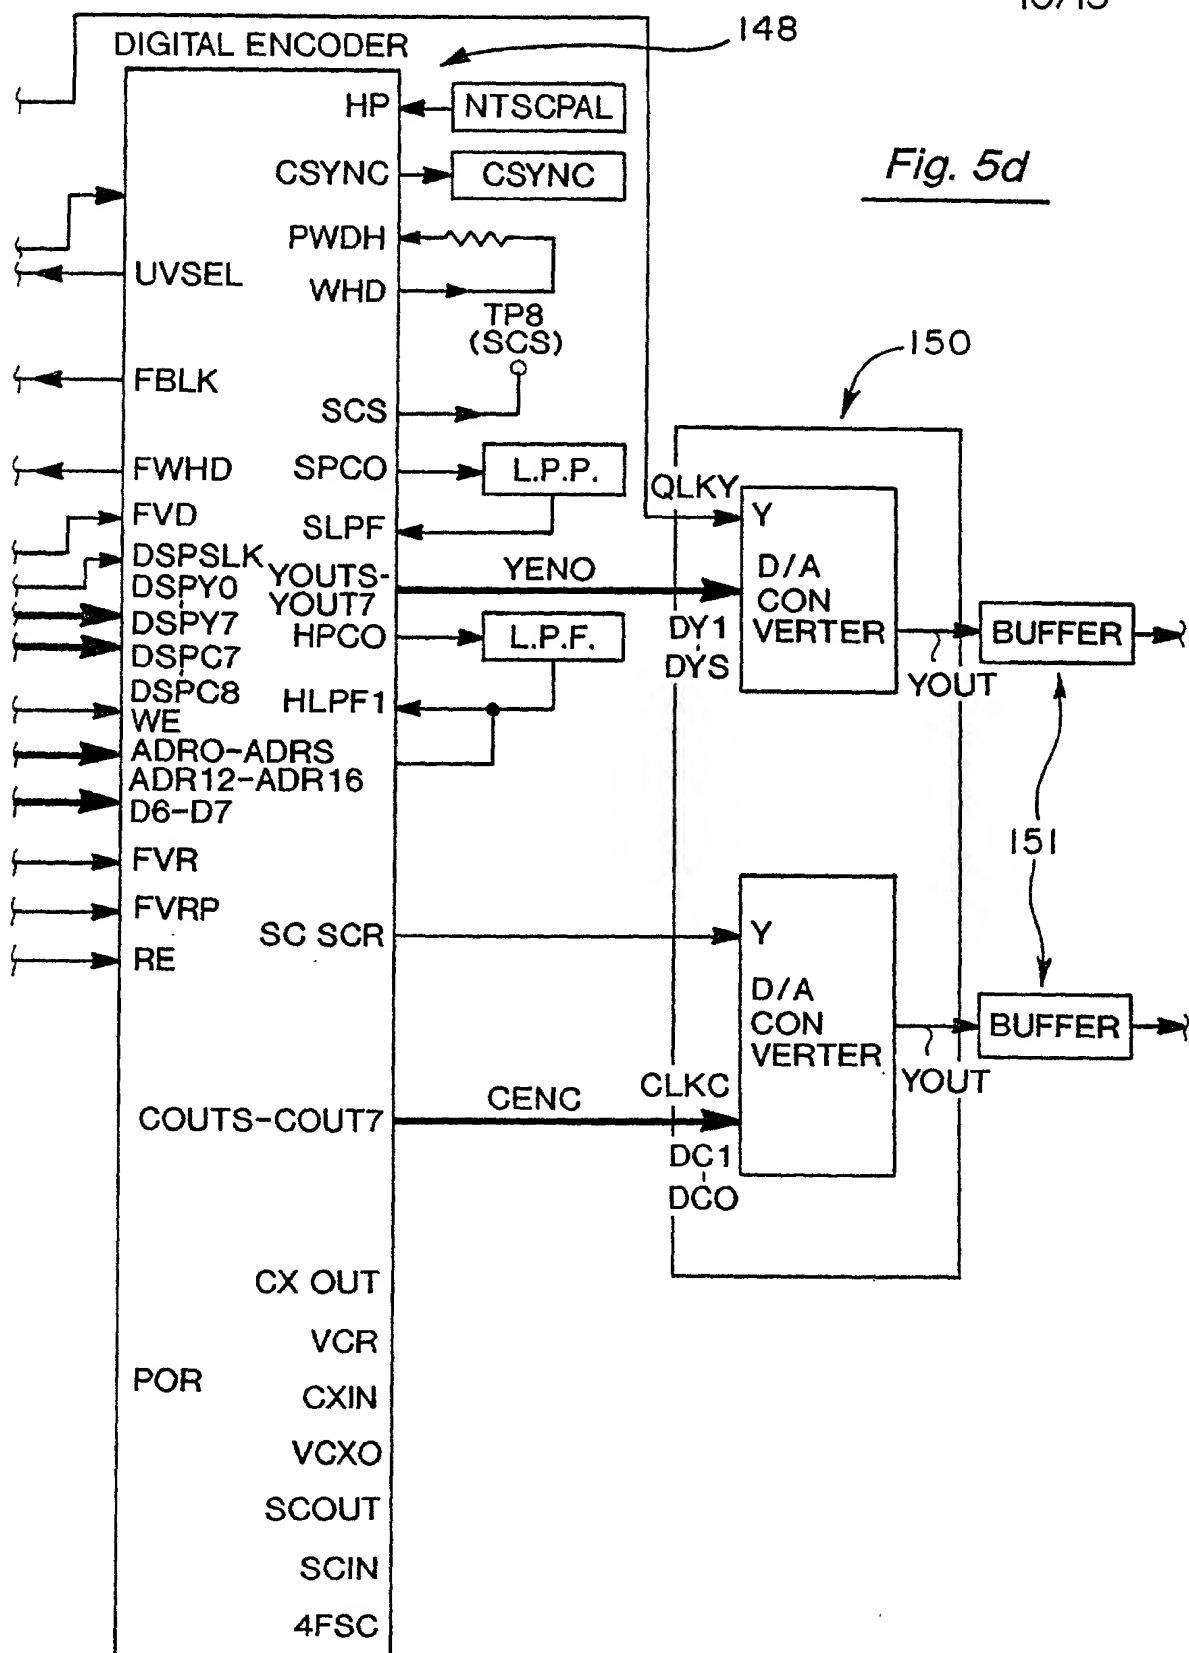 148
DIGITAL ENCODER
HP
NTSCPAL
CSYNC
CSYNC
Fig. 5d
PWDH
UVSEL
WHD
TP8
(SCS)
150
FBLK
SCS
FWHD
SPCO
L.P.P.
QLKY
FVD
SLPF
Y
DSPSLK
YOUTS-
YOUT7
YENO
D/A
CON
VERTER
DSPY0
DSPY7
HPCO
L.P.F.
DY1
DYS
BUFFER
DSPC7
DSPC8
HLPF1
YOUT
WE
ADRO-ADRS
ADR12-ADR16
D6-D7
FVR
151
FVRP
SC SCR
Y
RE
D/A
CON
VERTER
BUFFER
YOUT
COUTS-COUT7
CENC
CLKC
DC1
DCO
CX OUT
VCR
POR
CXIN
VCXO
SCOUT
SCIN
4FSC